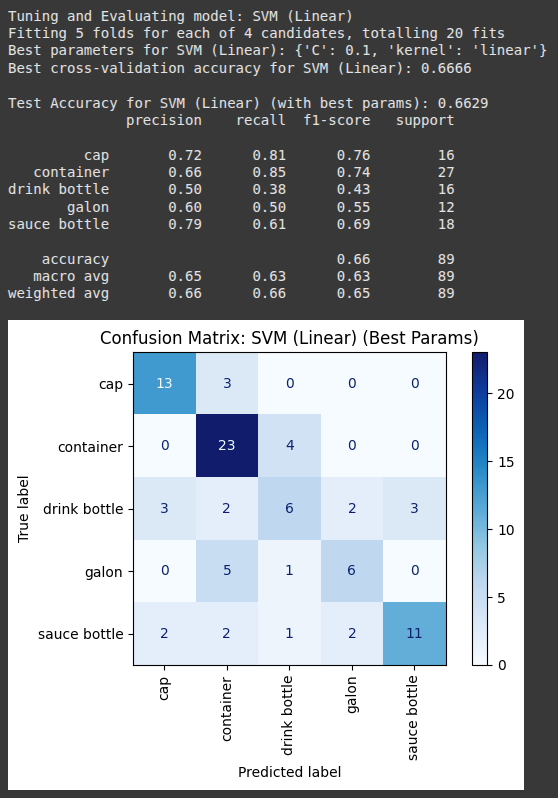 Tuning and Evaluating model: SVM (Linear)
Fitting 5 folds for each of 4 candidates, totalling 20 fits
Best parameters for SVM (Linear): {'C': 0.1, 'kernel': 'linear'}
Best cross-validation accuracy for SVM (Linear): 0.6666
Test Accuracy for SVM (Linear) (with best params): 0.6629
precision recall f1-score support
cap 0.72 0.81 0.76 16
container 0.66 0.85 0.74 27
drink bottle 0.50 0.38 0.43 16
galon 0.60 0.50 0.55 12
sauce bottle 0.79 0.61 0.69 18
accuracy 0.66 89
macro avg 0.65 0.63 0.63 89
weighted avg 0.66 0.66 0.65 89
Confusion Matrix: SVM (Linear) (Best Params)
True label
cap 13 3 0 0 0
container 0 23 4 0 0
drink bottle 3 2 6 2 3
galon 0 5 1 6 0
sauce bottle 2 2 1 2 11
cap
container
drink bottle
galon
sauce bottle
Predicted label
20
15
10
5
0